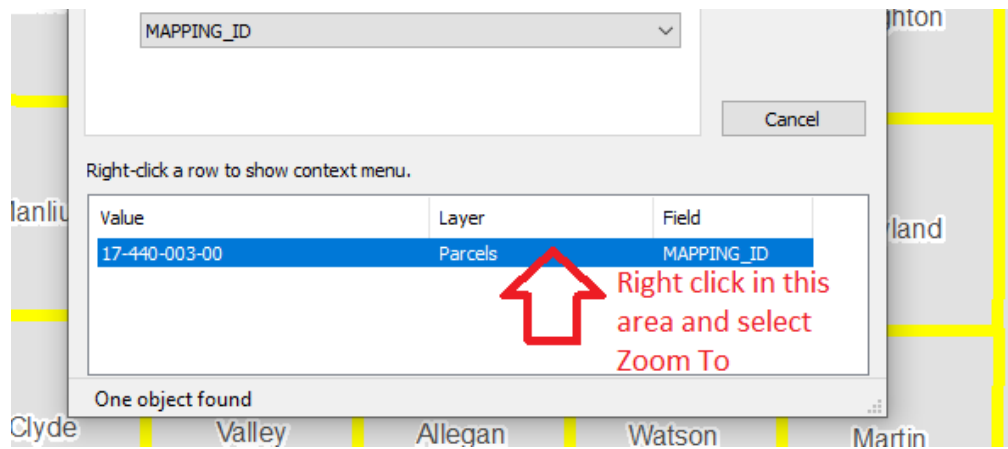 MAPPING_ID
Cancel
Right-click a row to show context menu.
Value Layer Field
17-440-003-00 Parcels MAPPING_ID
Right click in this
area and select
Zoom To
One object found
Clyde Valley Allegan Watson Martin